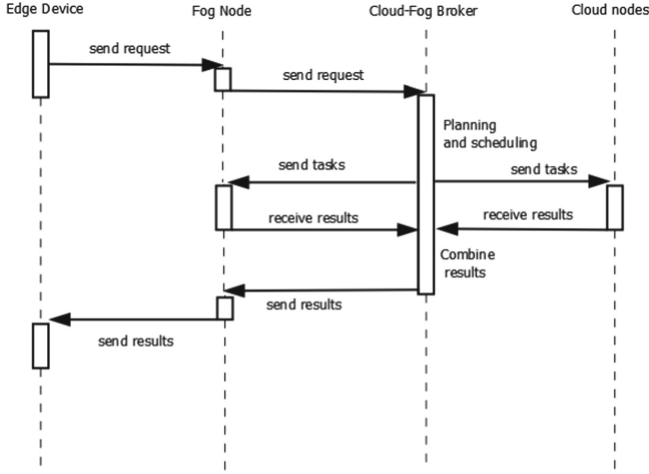 Edge Device
Fog Node
Cloud-Fog Broker
Cloud nodes
send request
send request
Planning
and scheduling
send tasks
send tasks
receive results
receive results
Combine
results
send results
send results